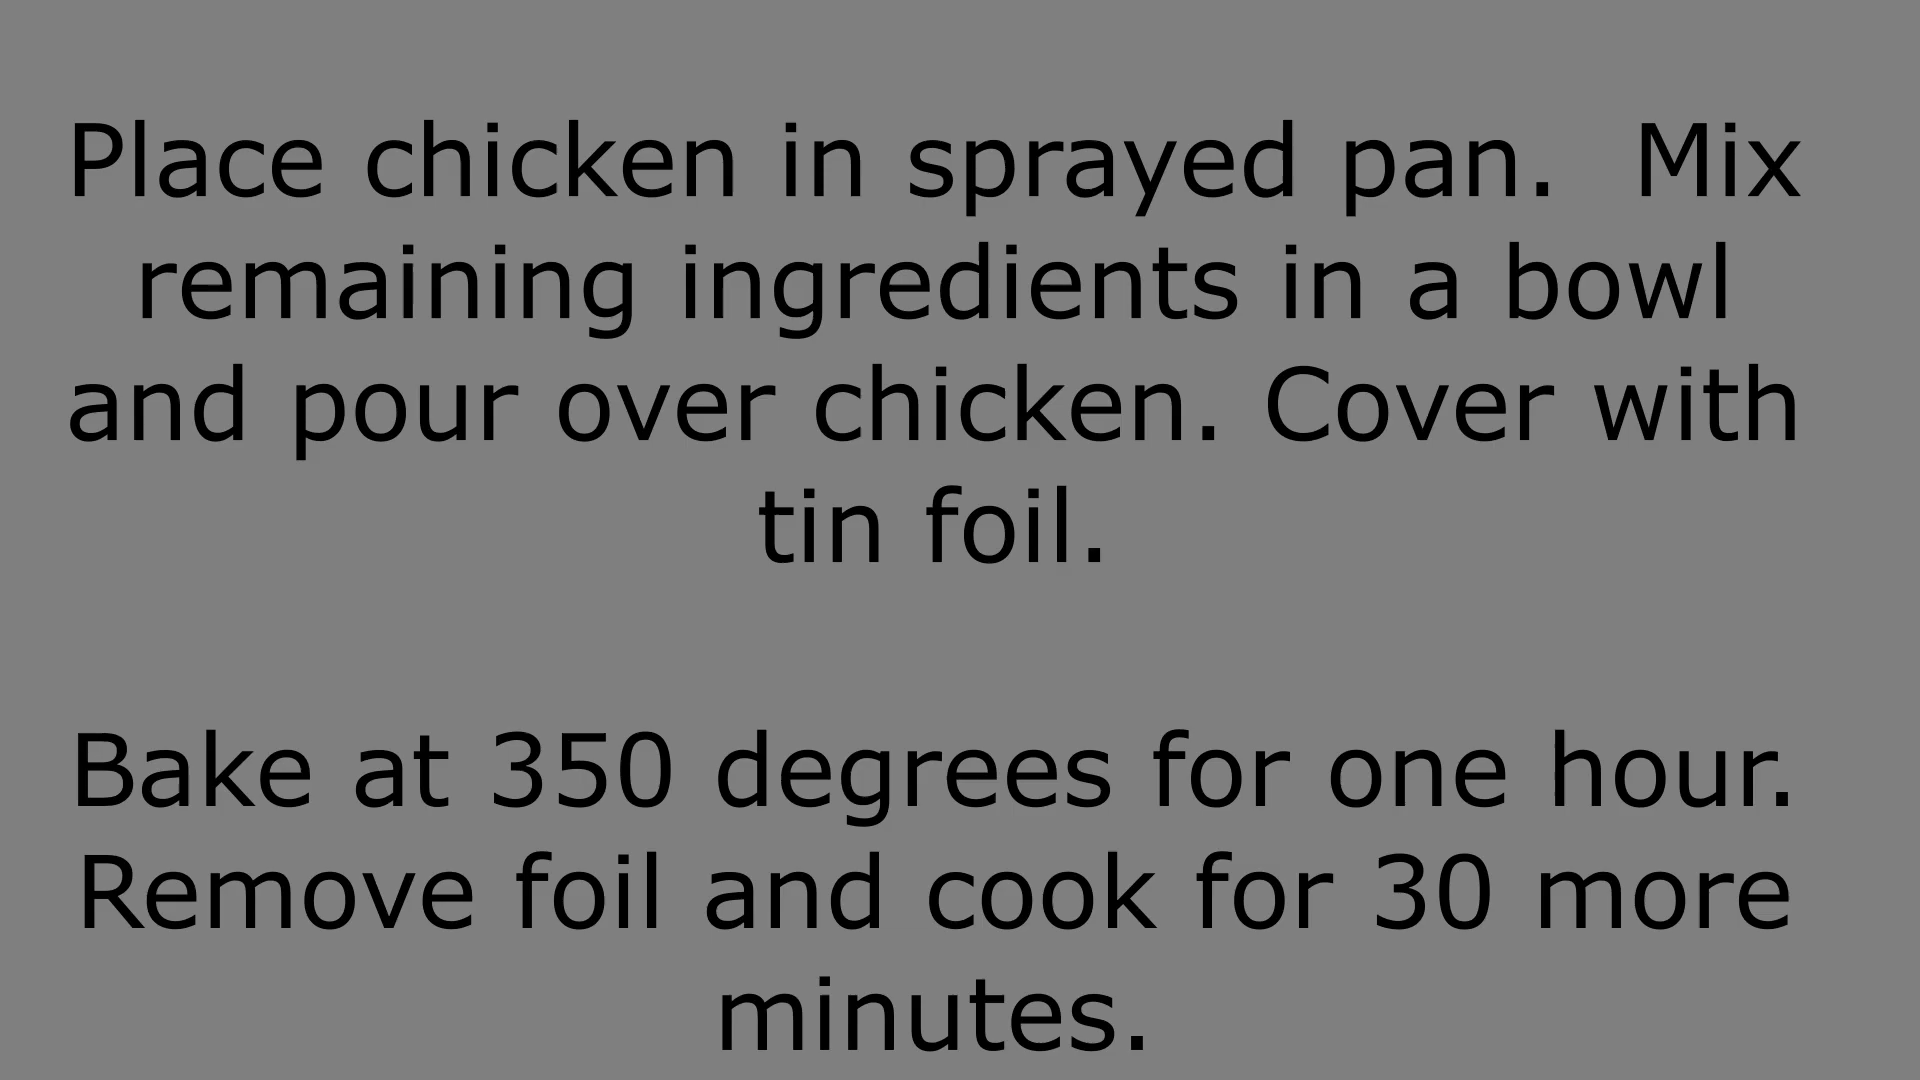 Place chicken in sprayed pan.  Mix
remaining ingredients in a bowl
and pour over chicken. Cover with
tin foil.
Bake at 350 degrees for one hour.
Remove foil and cook for 30 more
minutes.